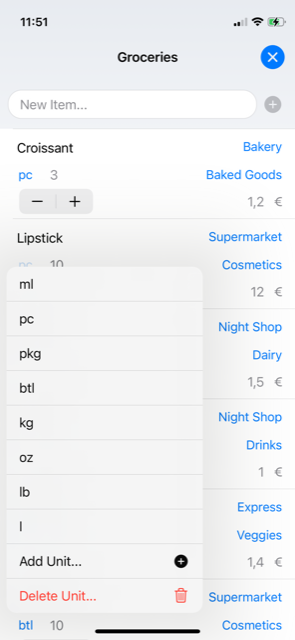 11:51
Groceries
New Item...
Croissant Bakery
pc 3 Baked Goods
1,2 €
Lipstick Supermarket
pc 10 Cosmetics
12 €
ml
pc
pkg
btl
kg
oz
lb
l
Add Unit...
Delete Unit...
Night Shop
Dairy
1,5 €
Night Shop
Drinks
1 €
Express
Veggies
1,4 €
Supermarket
btl 10 Cosmetics